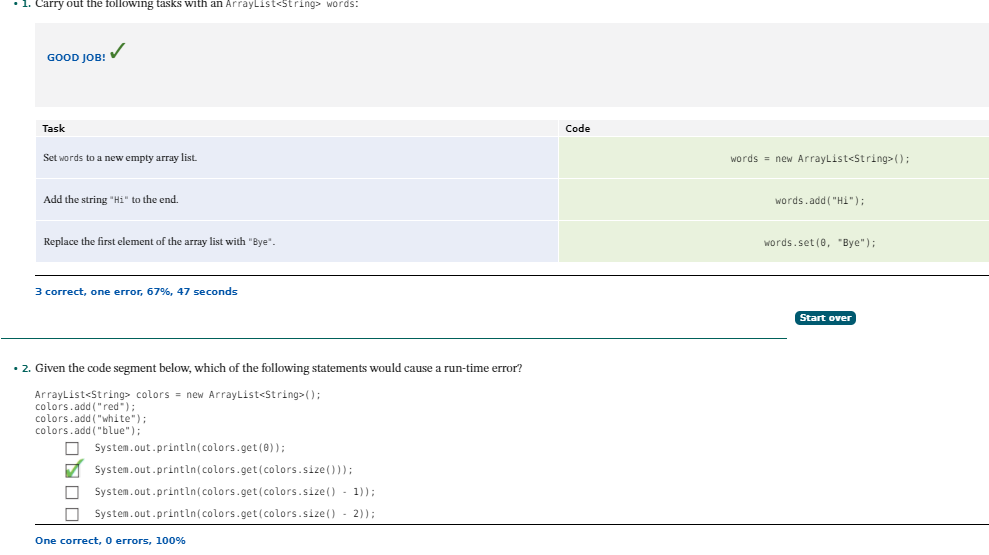 • 1. Carry out the following tasks with an ArrayList<String> words:
GOOD JOB!
Task Code
Set words to a new empty array list. words = new ArrayList<String>();
Add the string "Hi" to the end. words.add("Hi");
Replace the first element of the array list with "Bye". words.set(0, "Bye");
3 correct, one error, 67%, 47 seconds
Start over
• 2. Given the code segment below, which of the following statements would cause a run-time error?
ArrayList<String> colors = new ArrayList<String>();
colors.add("red");
colors.add("white");
colors.add("blue");
System.out.println(colors.get(0));
System.out.println(colors.get(colors.size()));
System.out.println(colors.get(colors.size() - 1));
System.out.println(colors.get(colors.size() - 2));
One correct, 0 errors, 100%